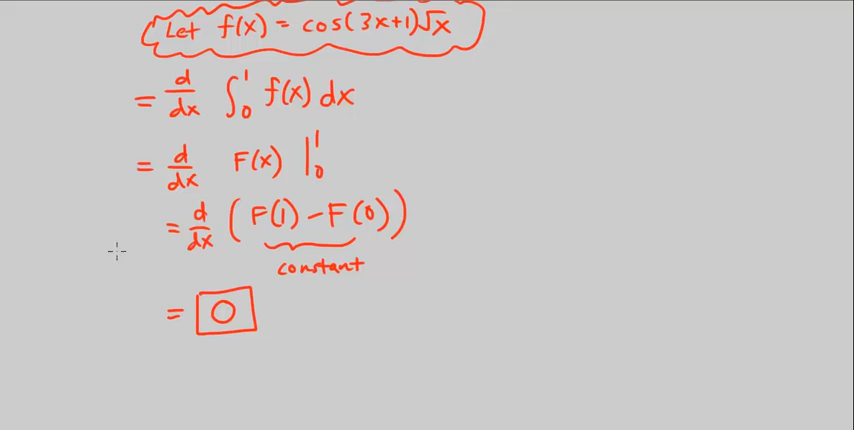 Let f(x) = cos(3x+1)√x
= d/dx ∫₀¹ f(x) dx
= d/dx F(x) |₀¹
= d/dx (F(1) − F(0))
constant
= 0